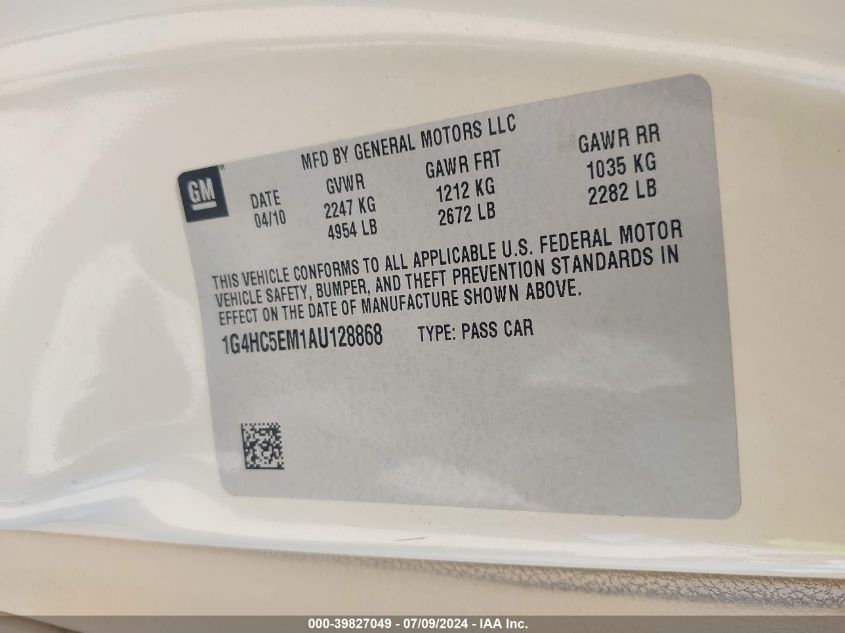 MFD BY GENERAL MOTORS LLC
GM
DATE GVWR GAWR FRT GAWR RR
04/10 2247 KG 1212 KG 1035 KG
4954 LB 2672 LB 2282 LB
THIS VEHICLE CONFORMS TO ALL APPLICABLE U.S. FEDERAL MOTOR
VEHICLE SAFETY, BUMPER, AND THEFT PREVENTION STANDARDS IN
EFFECT ON THE DATE OF MANUFACTURE SHOWN ABOVE.
1G4HC5EM1AU128868 TYPE: PASS CAR
000-39827049 - 07/09/2024 - IAA Inc.